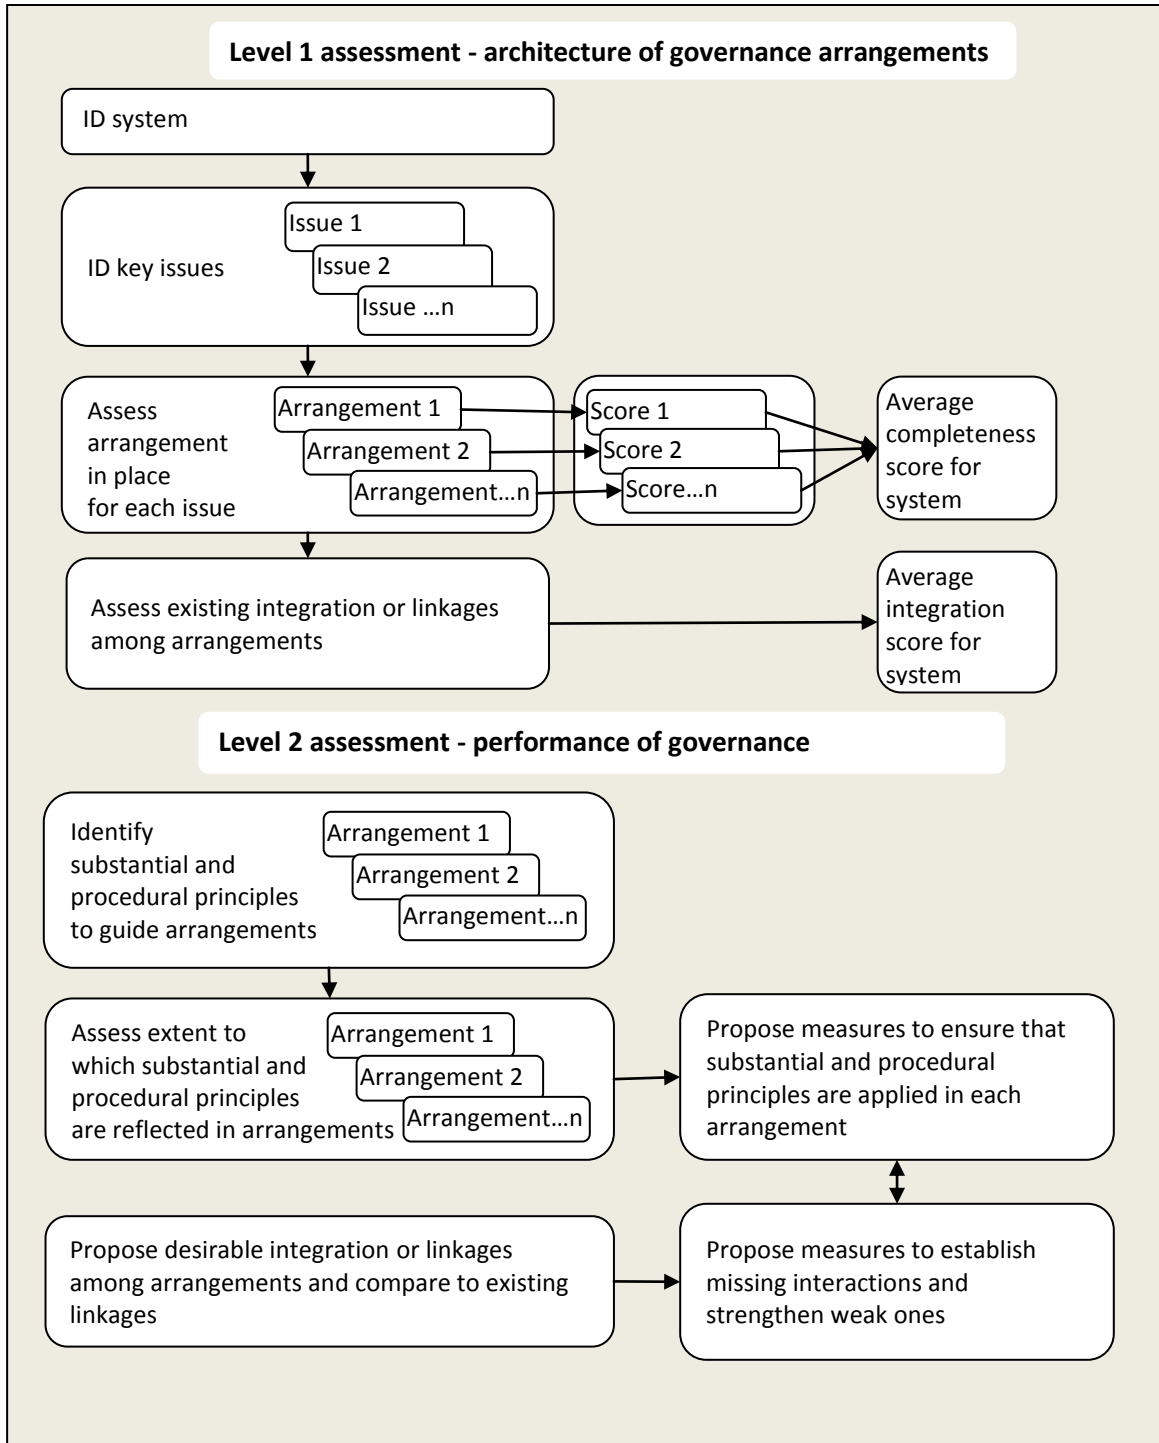 Level 1 assessment - architecture of governance arrangements
ID system
ID key issues
Issue 1
Issue 2
Issue ...n
Assess
arrangement
in place
for each issue
Arrangement 1
Arrangement 2
Arrangement...n
Score 1
Score 2
Score...n
Average
completeness
score for
system
Assess existing integration or linkages
among arrangements
Average
integration
score for
system
Level 2 assessment - performance of governance
Identify
substantial and
procedural principles
to guide arrangements
Arrangement 1
Arrangement 2
Arrangement...n
Assess extent to
which substantial and
procedural principles
are reflected in arrangements
Arrangement 1
Arrangement 2
Arrangement...n
Propose measures to ensure that
substantial and procedural
principles are applied in each
arrangement
Propose desirable integration or linkages
among arrangements and compare to existing
linkages
Propose measures to establish
missing interactions and
strengthen weak ones